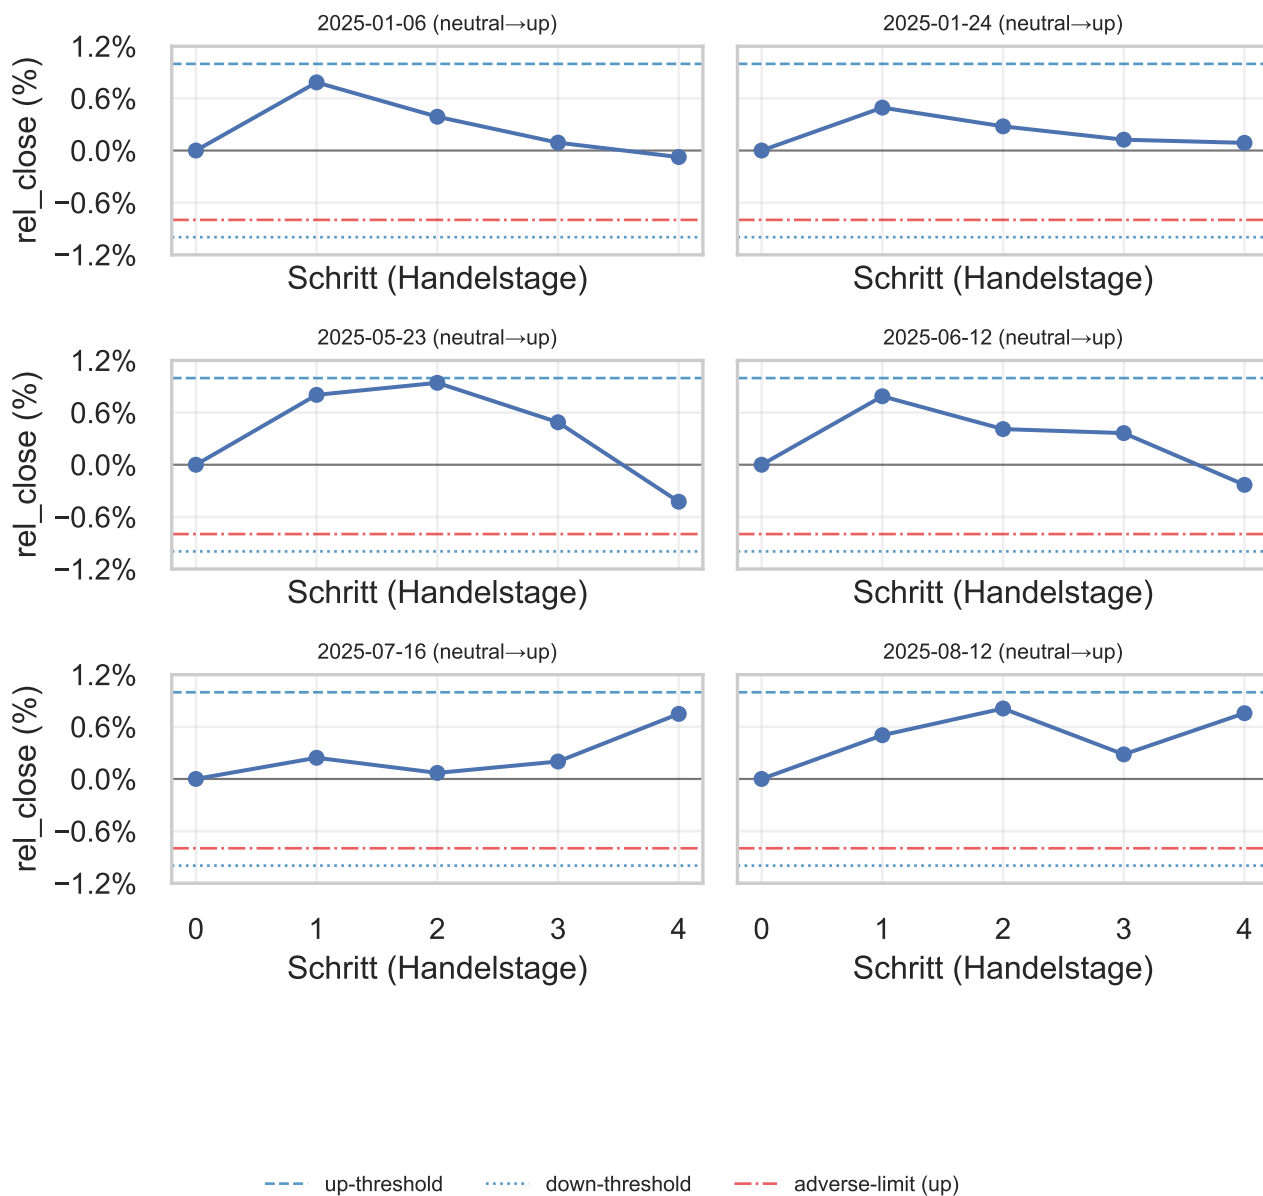 2025-01-06 (neutral→up)
2025-01-24 (neutral→up)
rel_close (%)
1.2%
0.6%
0.0%
−0.6%
−1.2%
Schritt (Handelstage)
Schritt (Handelstage)
2025-05-23 (neutral→up)
2025-06-12 (neutral→up)
rel_close (%)
1.2%
0.6%
0.0%
−0.6%
−1.2%
Schritt (Handelstage)
Schritt (Handelstage)
2025-07-16 (neutral→up)
2025-08-12 (neutral→up)
rel_close (%)
1.2%
0.6%
0.0%
−0.6%
−1.2%
0 1 2 3 4
0 1 2 3 4
Schritt (Handelstage)
Schritt (Handelstage)
up-threshold
down-threshold
adverse-limit (up)